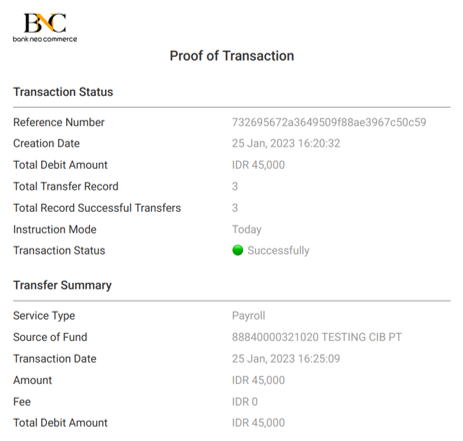 BNC
bank neo commerce
Proof of Transaction
Transaction Status
Reference Number 732695672a3649509f88ae3967c50c59
Creation Date 25 Jan, 2023 16:20:32
Total Debit Amount IDR 45,000
Total Transfer Record 3
Total Record Successful Transfers 3
Instruction Mode Today
Transaction Status Successfully
Transfer Summary
Service Type Payroll
Source of Fund 88840000321020 TESTING CIB PT
Transaction Date 25 Jan, 2023 16:25:09
Amount IDR 45,000
Fee IDR 0
Total Debit Amount IDR 45,000